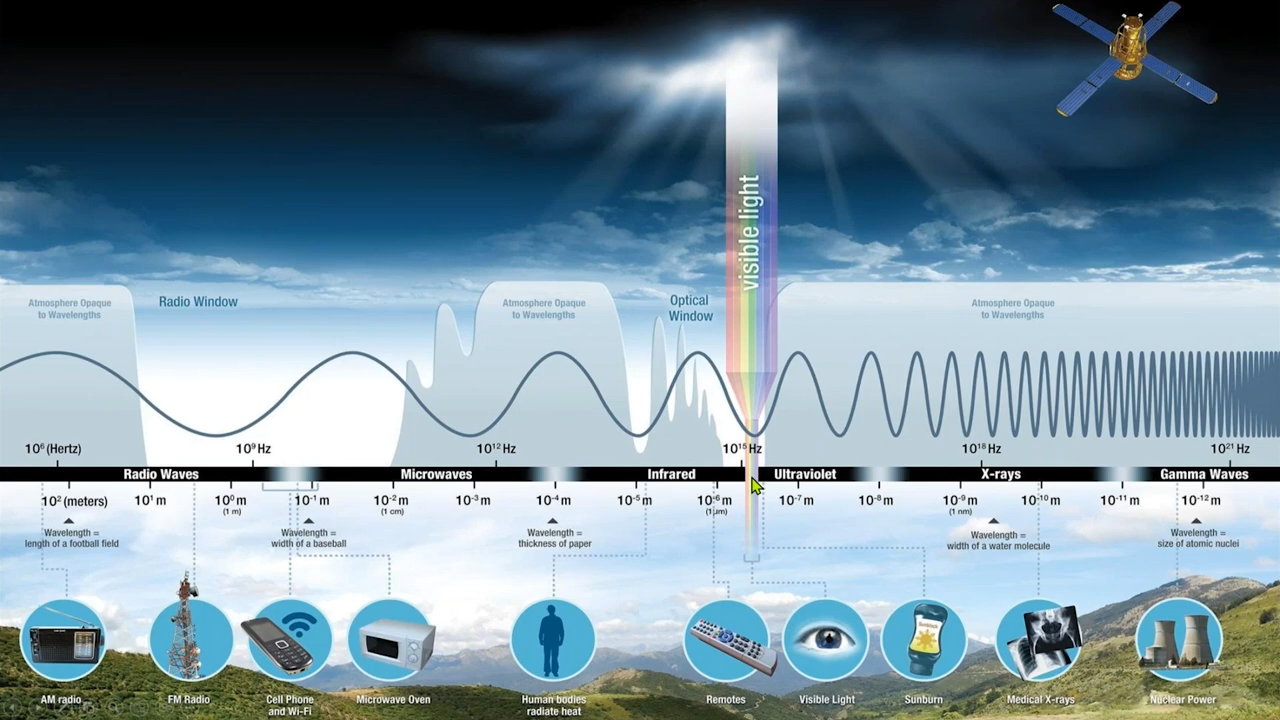 visible light
Atmosphere Opaque
to Wavelengths
Radio Window
Atmosphere Opaque
to Wavelengths
Optical
Window
Atmosphere Opaque
to Wavelengths
10⁶ (Hertz)
10⁹ Hz
10¹² Hz
10¹⁵ Hz
10¹⁸ Hz
10²¹ Hz
Radio Waves
Microwaves
Infrared
Ultraviolet
X-rays
Gamma Waves
10² (meters)
10¹ m
10⁰ m
(1 m)
10⁻¹ m
10⁻² m
(1 cm)
10⁻³ m
10⁻⁴ m
10⁻⁵ m
10⁻⁶ m
(1 µm)
10⁻⁷ m
10⁻⁸ m
10⁻⁹ m
(1 nm)
10⁻¹⁰ m
10⁻¹¹ m
10⁻¹² m
Wavelength =
length of a football field
Wavelength =
width of a baseball
Wavelength =
thickness of paper
Wavelength =
width of a water molecule
Wavelength =
size of atomic nuclei
SunBlock
AM radio
FM Radio
Cell Phone
and Wi-Fi
Microwave Oven
Human bodies
radiate heat
Remotes
Visible Light
Sunburn
Medical X-rays
Nuclear Power